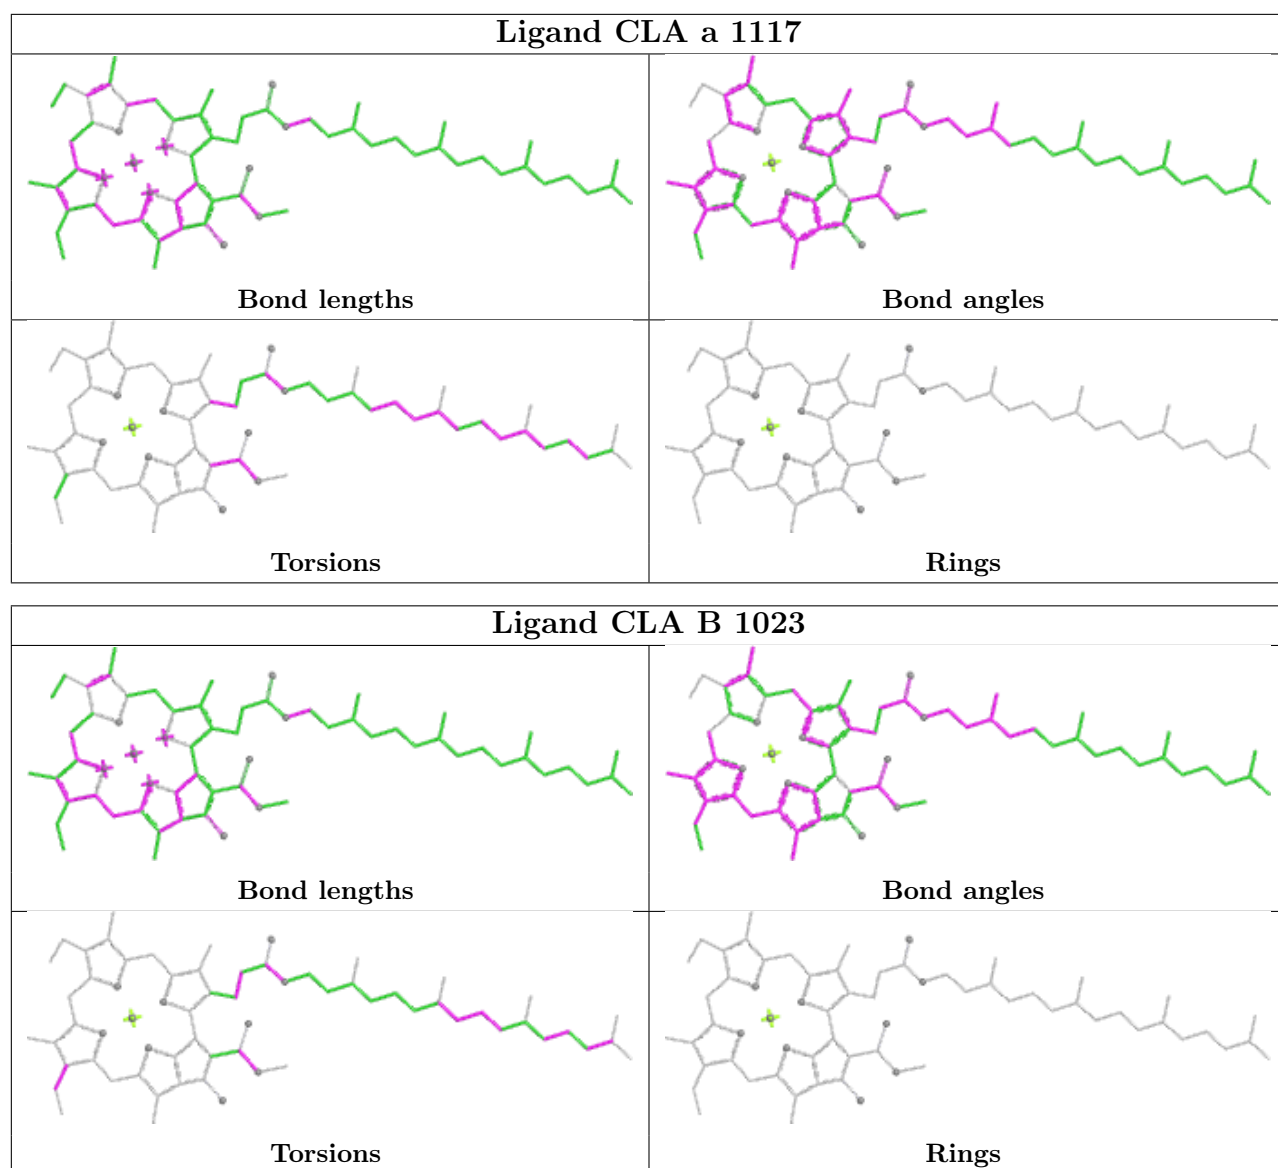 Ligand CLA a 1117
Bond lengths
Bond angles
Torsions
Rings
Ligand CLA B 1023
Bond lengths
Bond angles
Torsions
Rings